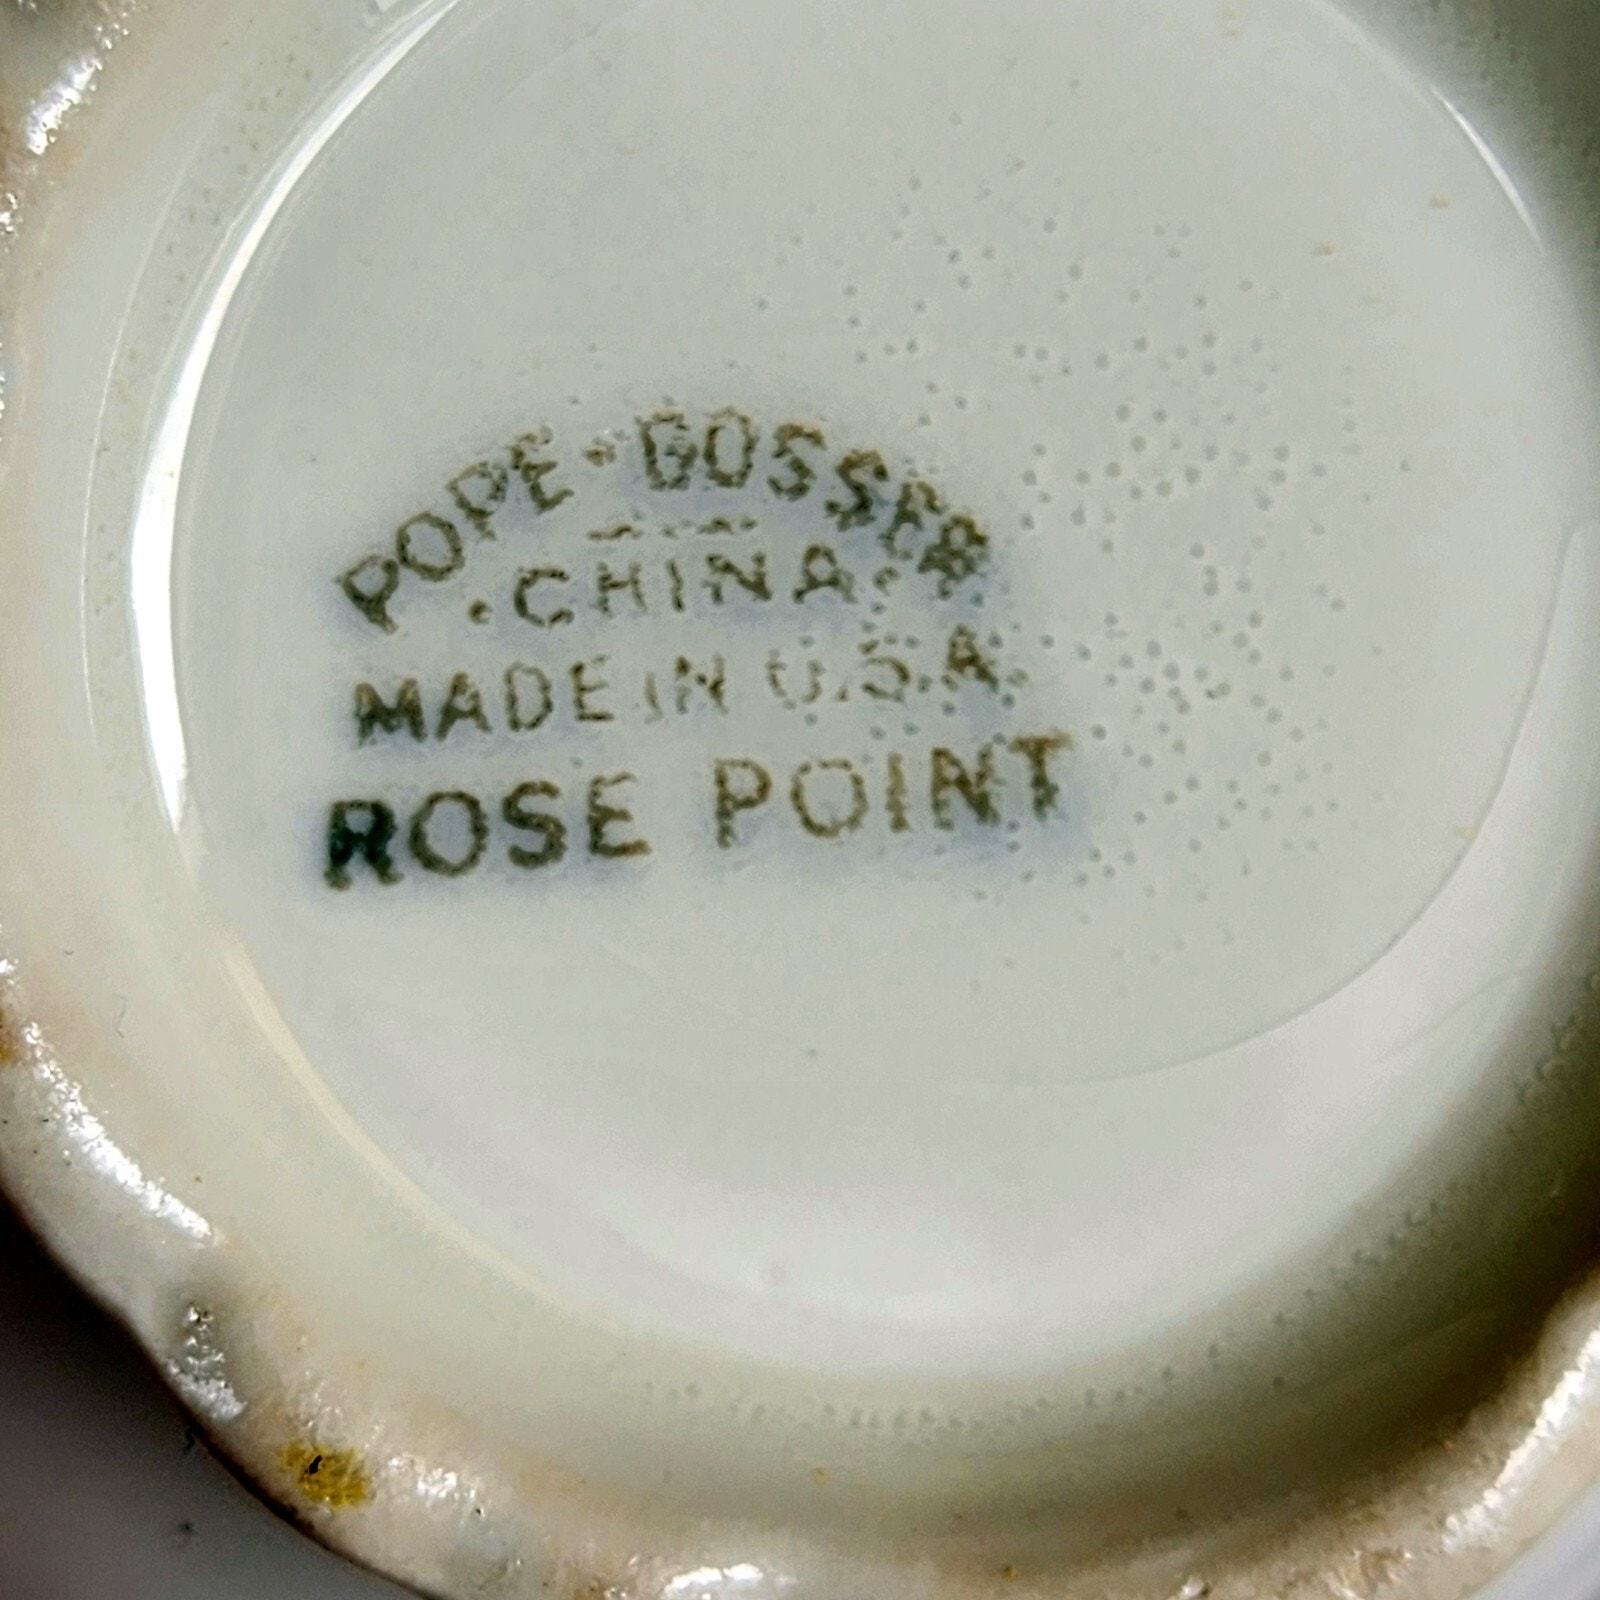 POPE-GOSSER
.CHINA.
MADE IN U.S.A.
ROSE POINT